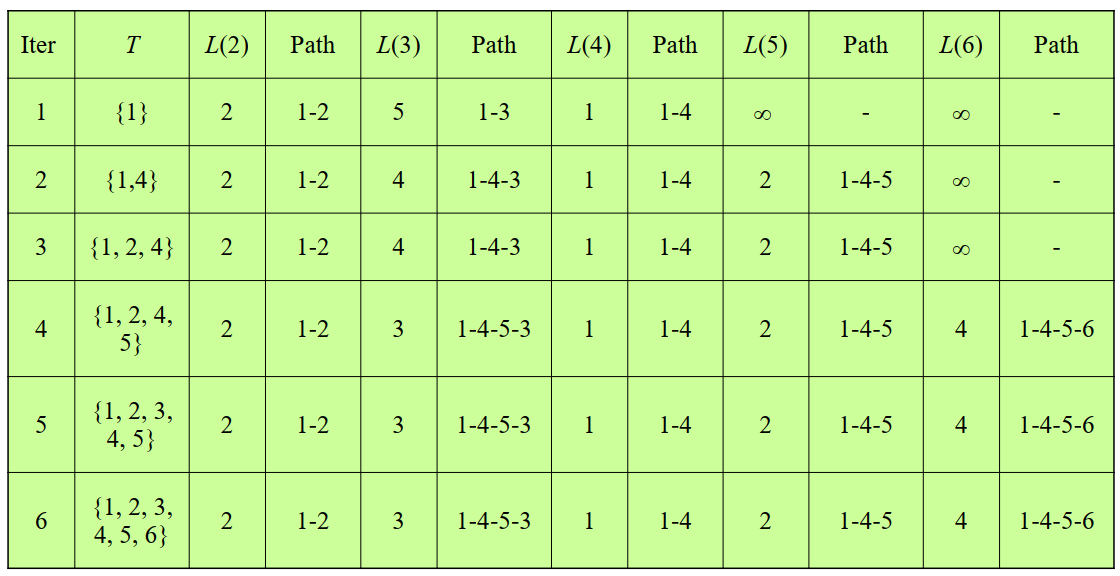 Iter T L(2) Path L(3) Path L(4) Path L(5) Path L(6) Path
1 {1} 2 1-2 5 1-3 1 1-4 ∞ - ∞ -
2 {1,4} 2 1-2 4 1-4-3 1 1-4 2 1-4-5 ∞ -
3 {1, 2, 4} 2 1-2 4 1-4-3 1 1-4 2 1-4-5 ∞ -
4 {1, 2, 4, 5} 2 1-2 3 1-4-5-3 1 1-4 2 1-4-5 4 1-4-5-6
5 {1, 2, 3, 4, 5} 2 1-2 3 1-4-5-3 1 1-4 2 1-4-5 4 1-4-5-6
6 {1, 2, 3, 4, 5, 6} 2 1-2 3 1-4-5-3 1 1-4 2 1-4-5 4 1-4-5-6